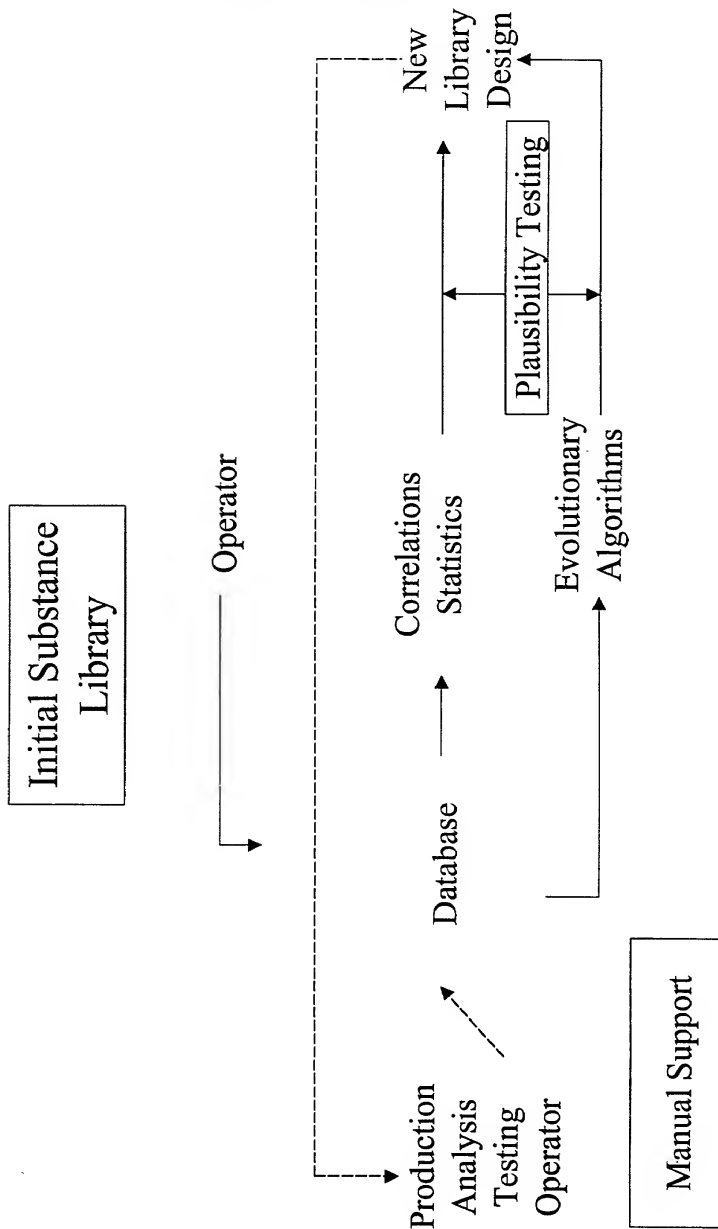 Initial Substance
Library
Operator
Production
Analysis
Testing
Operator
Database
Correlations
Statistics
New
Library
Design
Plausibility Testing
Evolutionary
Algorithms
Manual Support